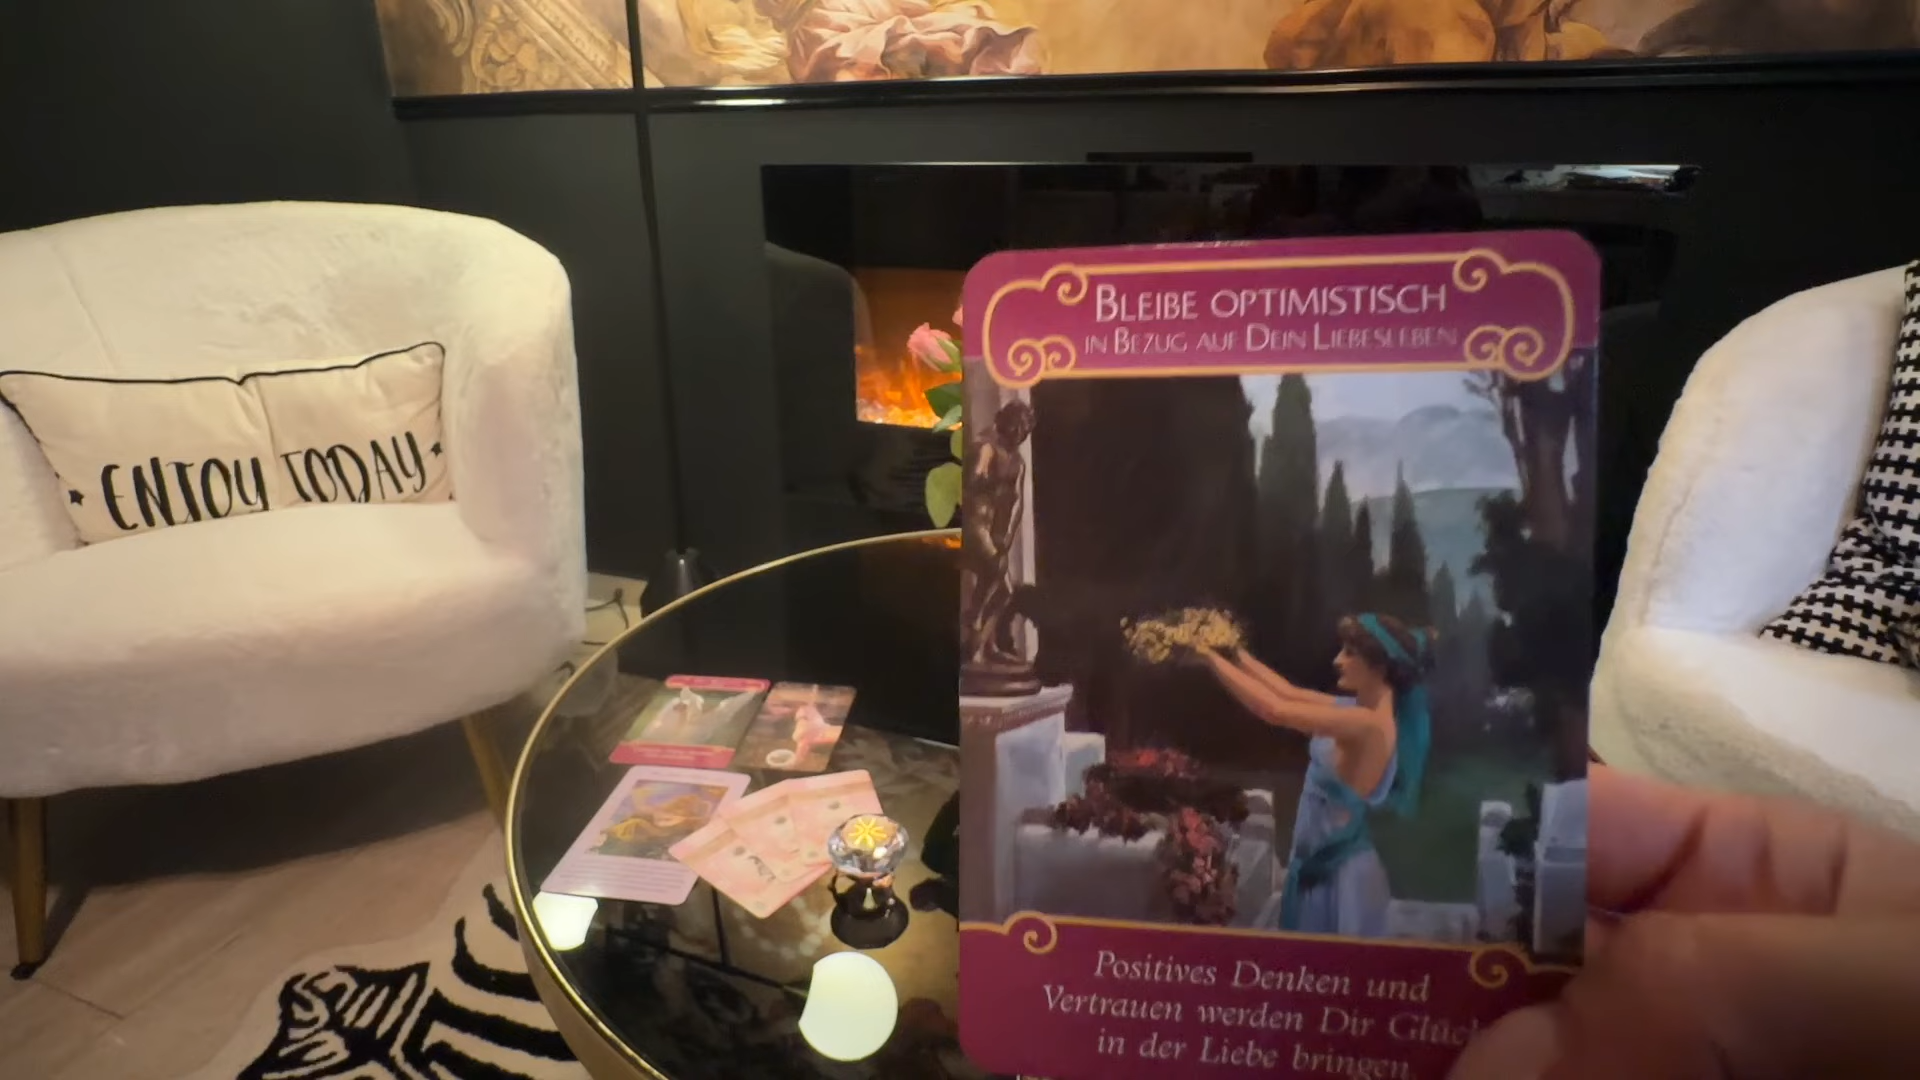 ENJOY TODAY
BLEIBE OPTIMISTISCH
IN BEZUG AUF DEIN LIEBESLEBEN
Positives Denken und
Vertrauen werden Dir Glück
in der Liebe bringen.